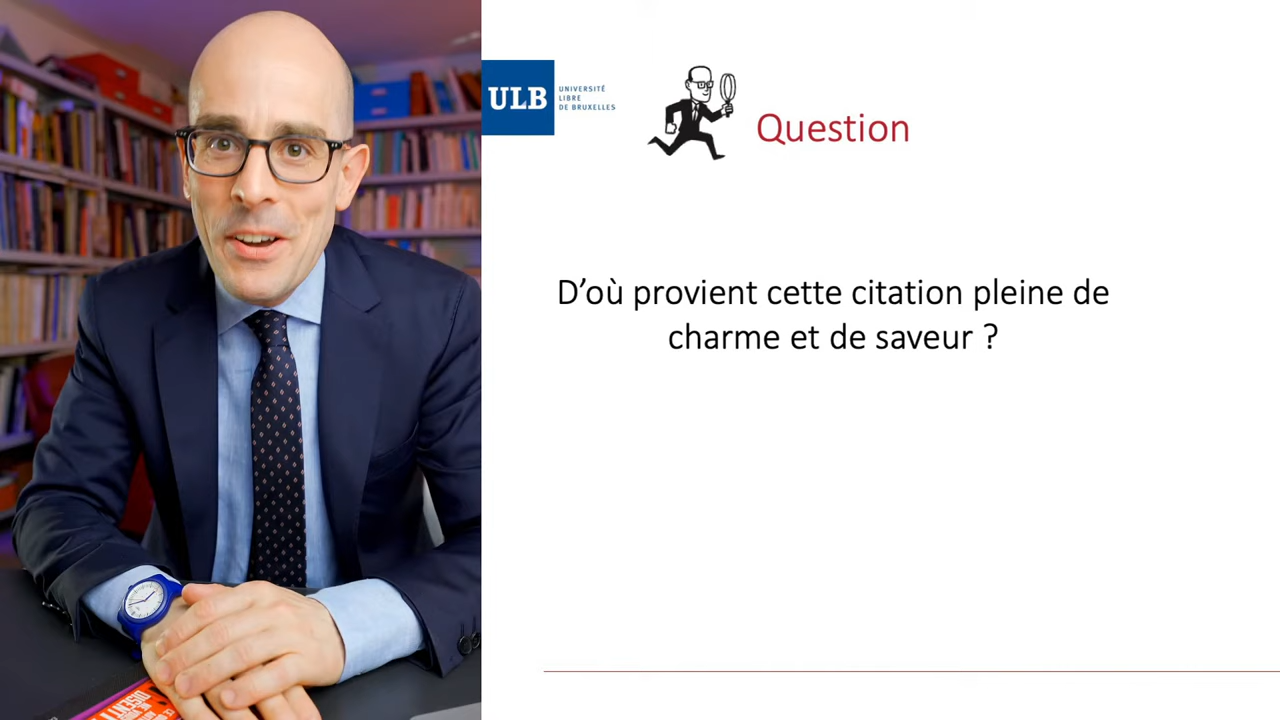 ULB
UNIVERSITÉ
LIBRE
DE BRUXELLES
Question
D’où provient cette citation pleine de
charme et de saveur ?